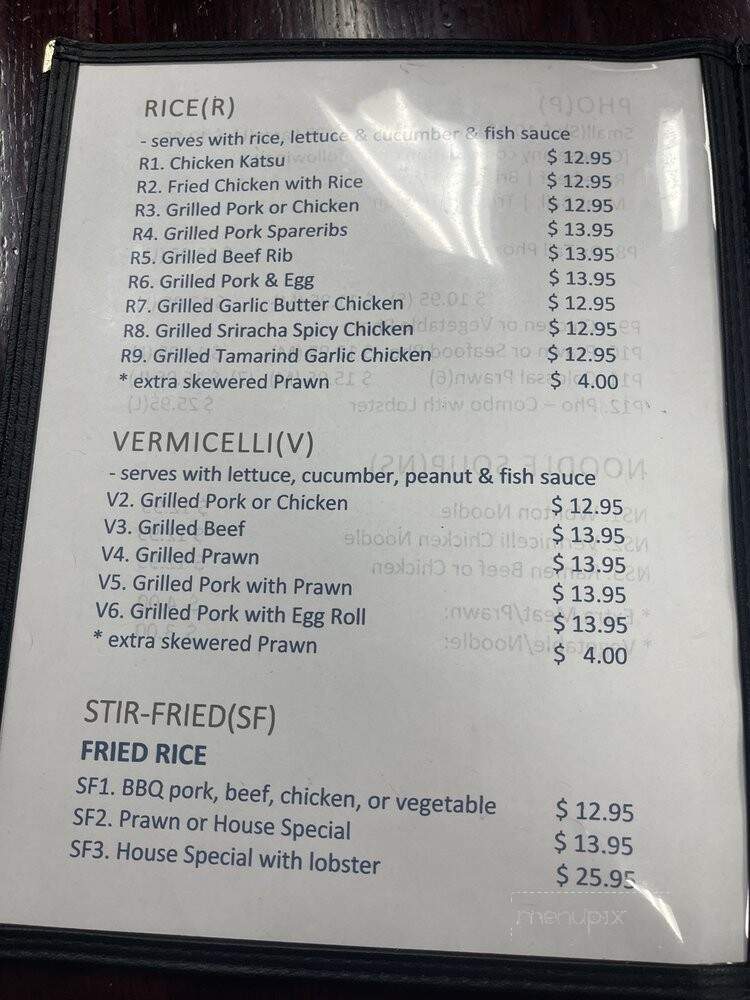 RICE(R)
- serves with rice, lettuce & cucumber & fish sauce
R1. Chicken Katsu $ 12.95
R2. Fried Chicken with Rice $ 12.95
R3. Grilled Pork or Chicken $ 12.95
R4. Grilled Pork Spareribs $ 13.95
R5. Grilled Beef Rib $ 13.95
R6. Grilled Pork & Egg $ 13.95
R7. Grilled Garlic Butter Chicken $ 12.95
R8. Grilled Sriracha Spicy Chicken $ 12.95
R9. Grilled Tamarind Garlic Chicken $ 12.95
* extra skewered Prawn $ 4.00
VERMICELLI(V)
- serves with lettuce, cucumber, peanut & fish sauce
V2. Grilled Pork or Chicken $ 12.95
V3. Grilled Beef $ 13.95
V4. Grilled Prawn $ 13.95
V5. Grilled Pork with Prawn $ 13.95
V6. Grilled Pork with Egg Roll $ 13.95
* extra skewered Prawn $ 4.00
STIR-FRIED(SF)
FRIED RICE
SF1. BBQ pork, beef, chicken, or vegetable $ 12.95
SF2. Prawn or House Special $ 13.95
SF3. House Special with lobster $ 25.95
menupix